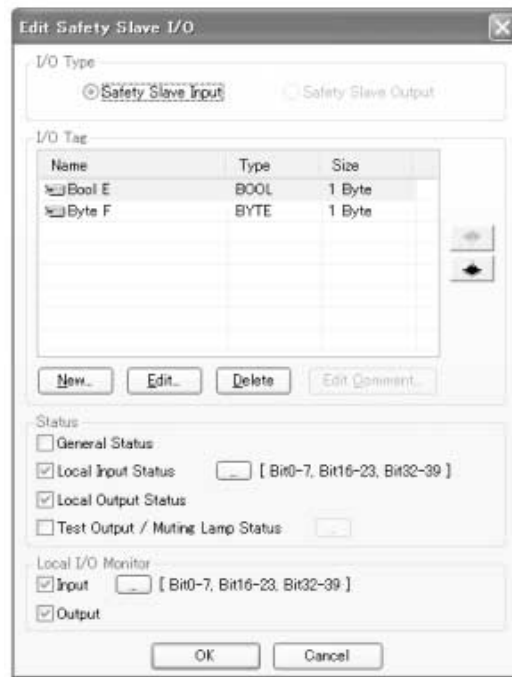 Edit Safety Slave I/O
I/O Type
Safety Slave Input Safety Slave Output
I/O Tag
Name Type Size
Bool E BOOL 1 Byte
Byte F BYTE 1 Byte
New... Edit... Delete Edit Comment...
Status
General Status
Local Input Status ... [ Bit0-7, Bit16-23, Bit32-39 ]
Local Output Status
Test Output / Muting Lamp Status ...
Local I/O Monitor
Input ... [ Bit0-7, Bit16-23, Bit32-39 ]
Output
OK Cancel